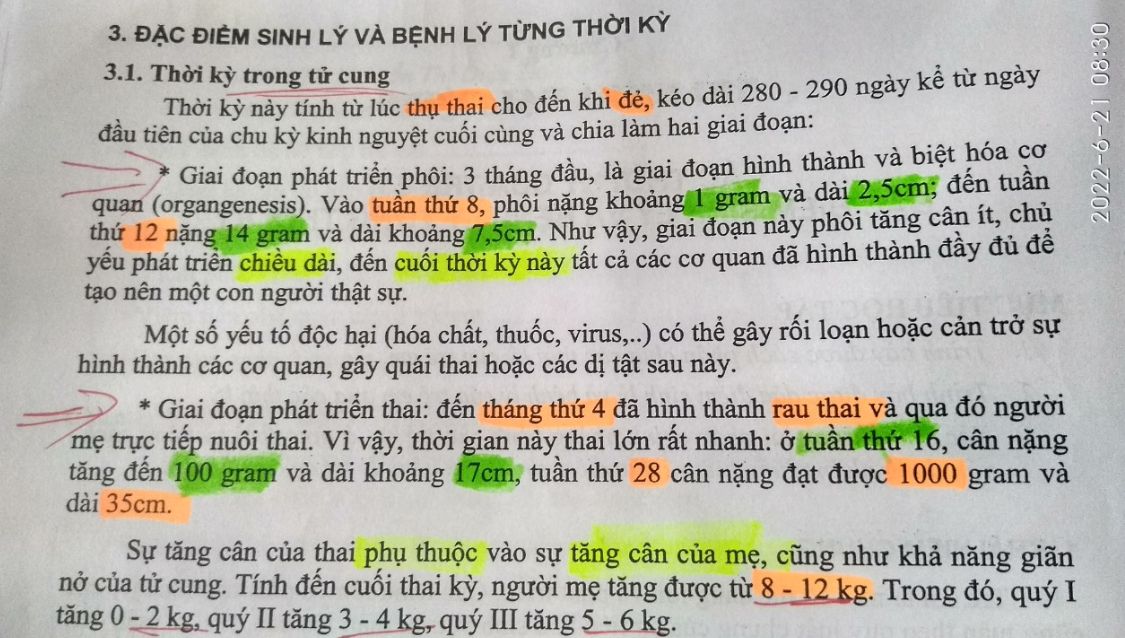 3. ĐẶC ĐIỂM SINH LÝ VÀ BỆNH LÝ TỪNG THỜI KỲ
3.1. Thời kỳ trong tử cung
Thời kỳ này tính từ lúc thụ thai cho đến khi đẻ, kéo dài 280 - 290 ngày kể từ ngày
đầu tiên của chu kỳ kinh nguyệt cuối cùng và chia làm hai giai đoạn:
* Giai đoạn phát triển phôi: 3 tháng đầu, là giai đoạn hình thành và biệt hóa cơ
quan (organgenesis). Vào tuần thứ 8, phôi nặng khoảng 1 gram và dài 2,5cm; đến tuần
thứ 12 nặng 14 gram và dài khoảng 7,5cm. Như vậy, giai đoạn này phôi tăng cân ít, chủ
yếu phát triển chiều dài, đến cuối thời kỳ này tất cả các cơ quan đã hình thành đầy đủ để
tạo nên một con người thật sự.
Một số yếu tố độc hại (hóa chất, thuốc, virus,..) có thể gây rối loạn hoặc cản trở sự
hình thành các cơ quan, gây quái thai hoặc các dị tật sau này.
* Giai đoạn phát triển thai: đến tháng thứ 4 đã hình thành rau thai và qua đó người
mẹ trực tiếp nuôi thai. Vì vậy, thời gian này thai lớn rất nhanh: ở tuần thứ 16, cân nặng
tăng đến 100 gram và dài khoảng 17cm, tuần thứ 28 cân nặng đạt được 1000 gram và
dài 35cm.
Sự tăng cân của thai phụ thuộc vào sự tăng cân của mẹ, cũng như khả năng giãn
nở của tử cung. Tính đến cuối thai kỳ, người mẹ tăng được từ 8 - 12 kg. Trong đó, quý I
tăng 0 - 2 kg, quý II tăng 3 - 4 kg, quý III tăng 5 - 6 kg.
2022-6-21 08:30